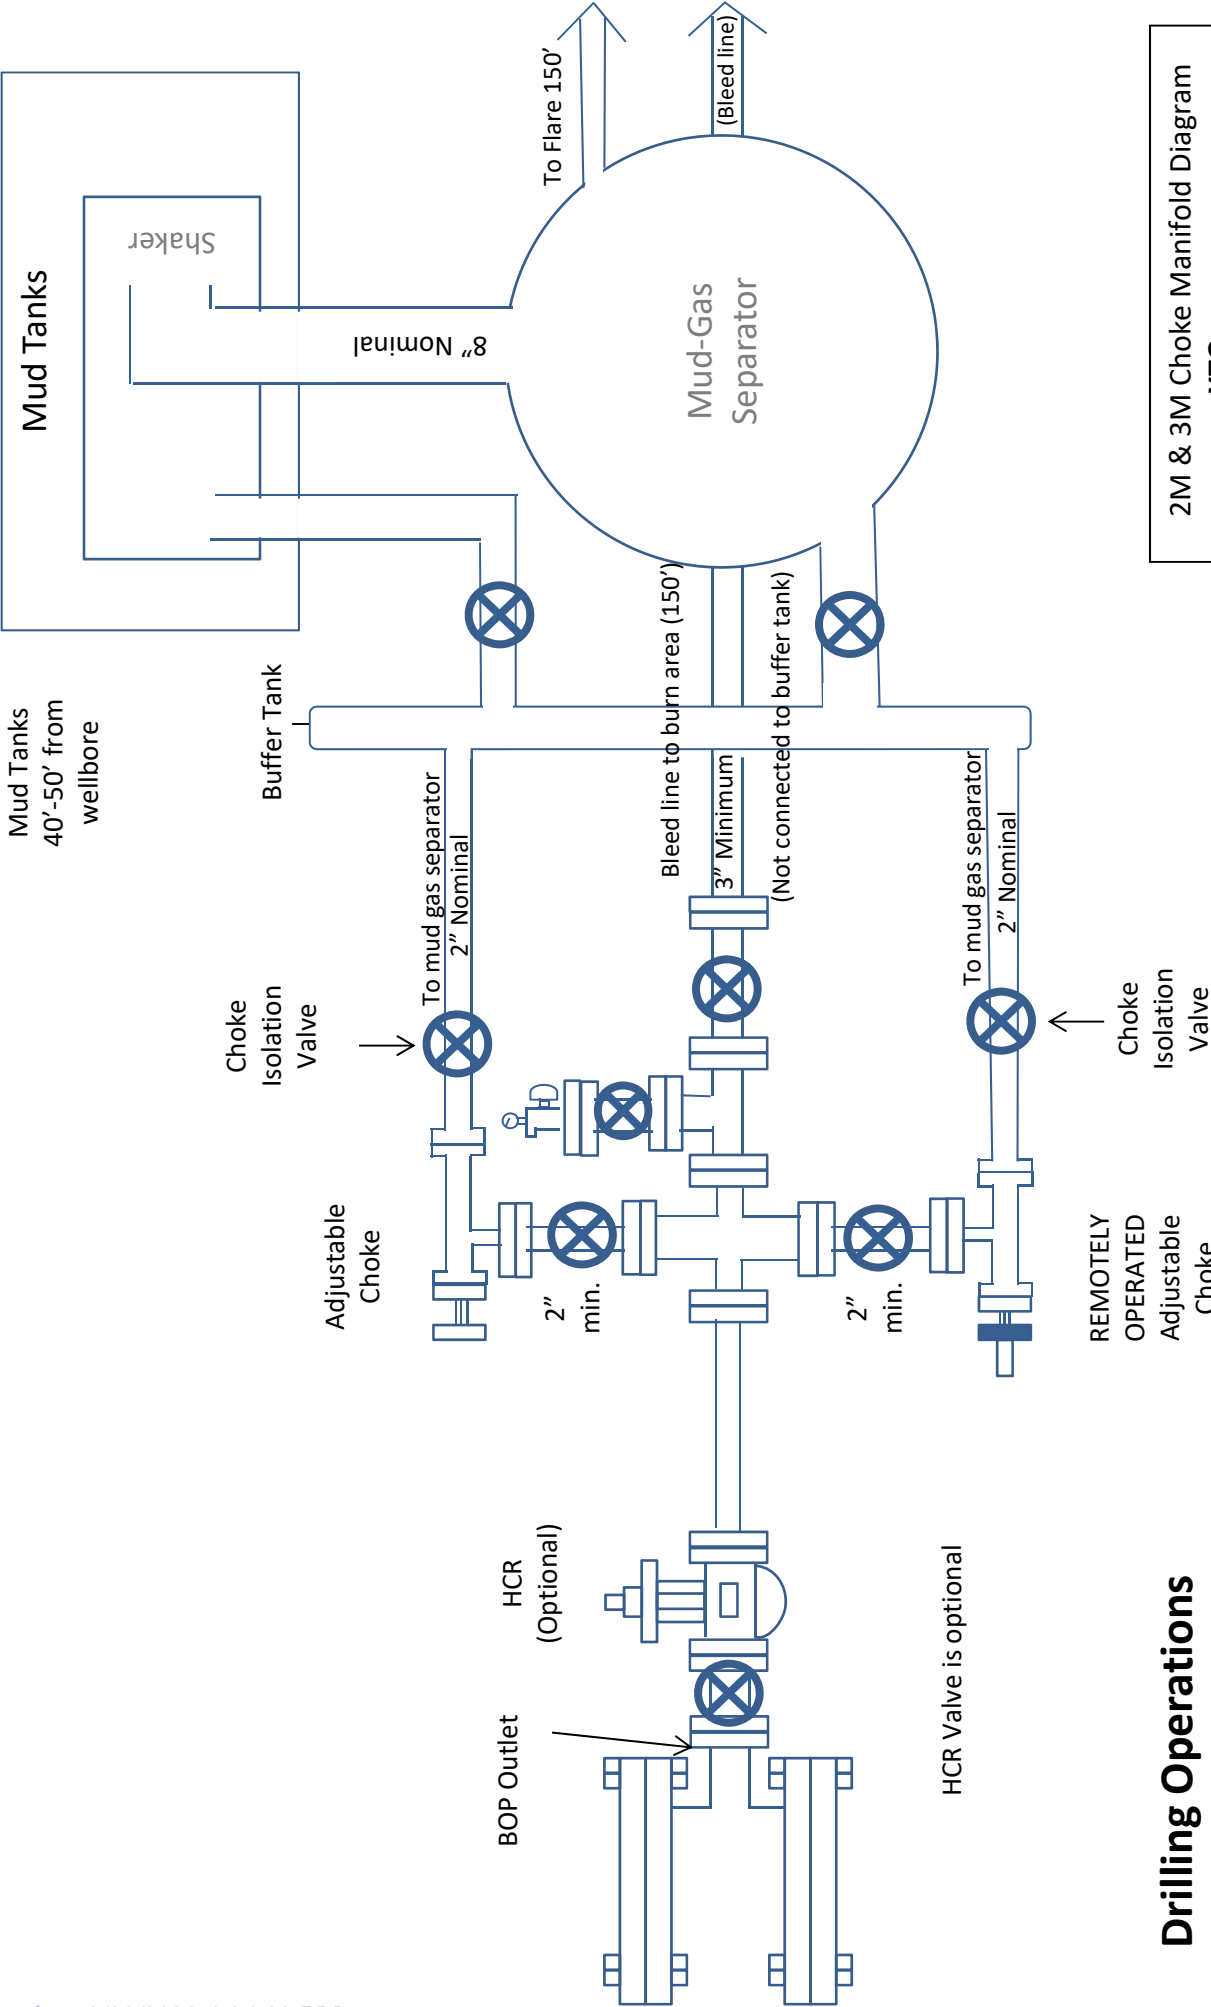 Mud Tanks
40’-50’ from
wellbore
Mud Tanks
Shaker
8” Nominal
To Flare 150’
(Bleed line)
Mud-Gas
Separator
Buffer Tank
Choke
Isolation
Valve
To mud gas separator
2” Nominal
Bleed line to burn area (150’)
3” Minimum
(Not connected to buffer tank)
To mud gas separator
2” Nominal
Choke
Isolation
Valve
Adjustable
Choke
2”
min.
2”
min.
REMOTELY
OPERATED
Adjustable
Choke
HCR
(Optional)
BOP Outlet
HCR Valve is optional
Drilling Operations
2M & 3M Choke Manifold Diagram